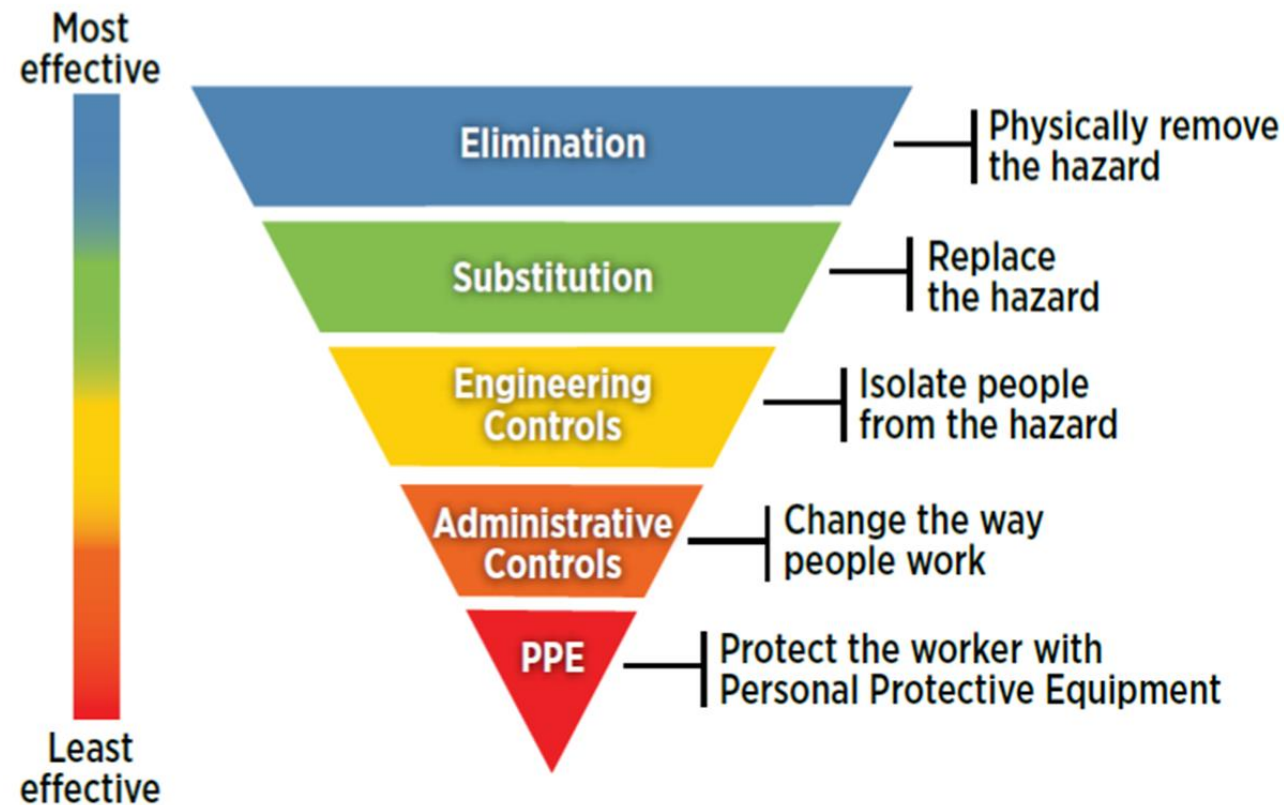 Most
effective
Elimination
Physically remove
the hazard
Substitution
Replace
the hazard
Engineering
Controls
Isolate people
from the hazard
Administrative
Controls
Change the way
people work
PPE
Protect the worker with
Personal Protective Equipment
Least
effective